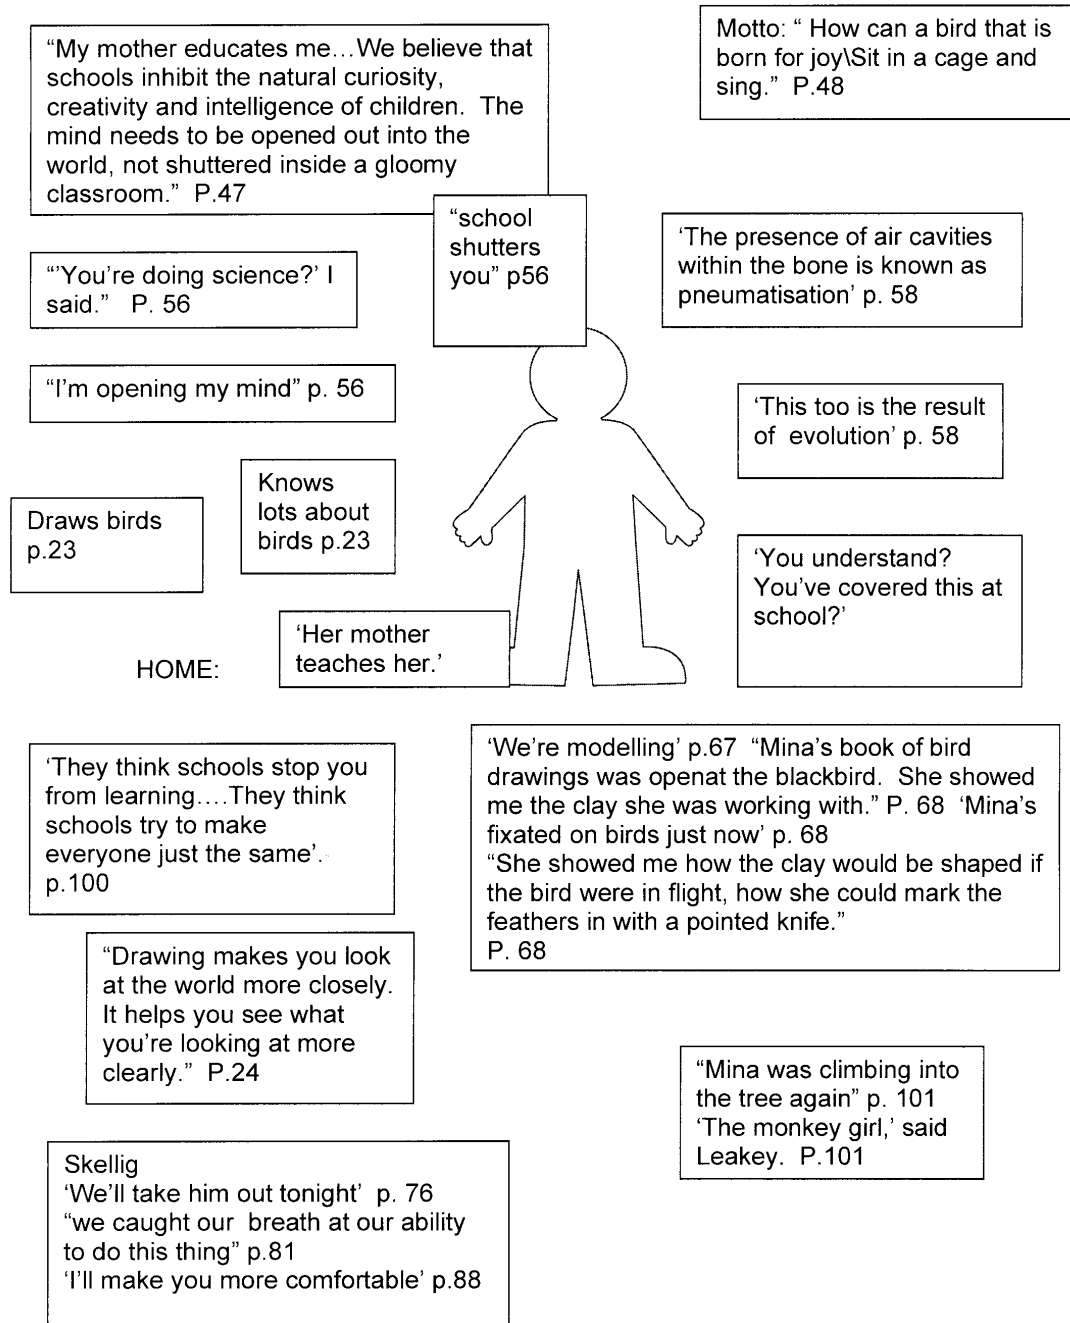 “My mother educates me…We believe that
schools inhibit the natural curiosity,
creativity and intelligence of children.  The
mind needs to be opened out into the
world, not shuttered inside a gloomy
classroom.”  P.47
Motto: “ How can a bird that is
born for joy\Sit in a cage and
sing.”  P.48
“school
shutters
you” p56
‘The presence of air cavities
within the bone is known as
pneumatisation’ p. 58
“’You’re doing science?’ I
said.”   P. 56
“I’m opening my mind” p. 56
‘This too is the result
of  evolution’ p. 58
Knows
lots about
birds p.23
Draws birds
p.23
‘You understand?
You’ve covered this at
school?’
‘Her mother
teaches her.’
HOME:
‘We’re modelling’ p.67  “Mina’s book of bird
drawings was openat the blackbird.  She showed
me the clay she was working with.” P. 68  ‘Mina’s
fixated on birds just now’ p. 68
“She showed me how the clay would be shaped if
the bird were in flight, how she could mark the
feathers in with a pointed knife.”
P. 68
‘They think schools stop you
from learning….They think
schools try to make
everyone just the same’.
p.100
“Drawing makes you look
at the world more closely.
It helps you see what
you’re looking at more
clearly.”  P.24
“Mina was climbing into
the tree again” p. 101
‘The monkey girl,’ said
Leakey.  P.101
Skellig
‘We’ll take him out tonight’  p. 76
“we caught our  breath at our ability
to do this thing” p.81
‘I’ll make you more comfortable’ p.88